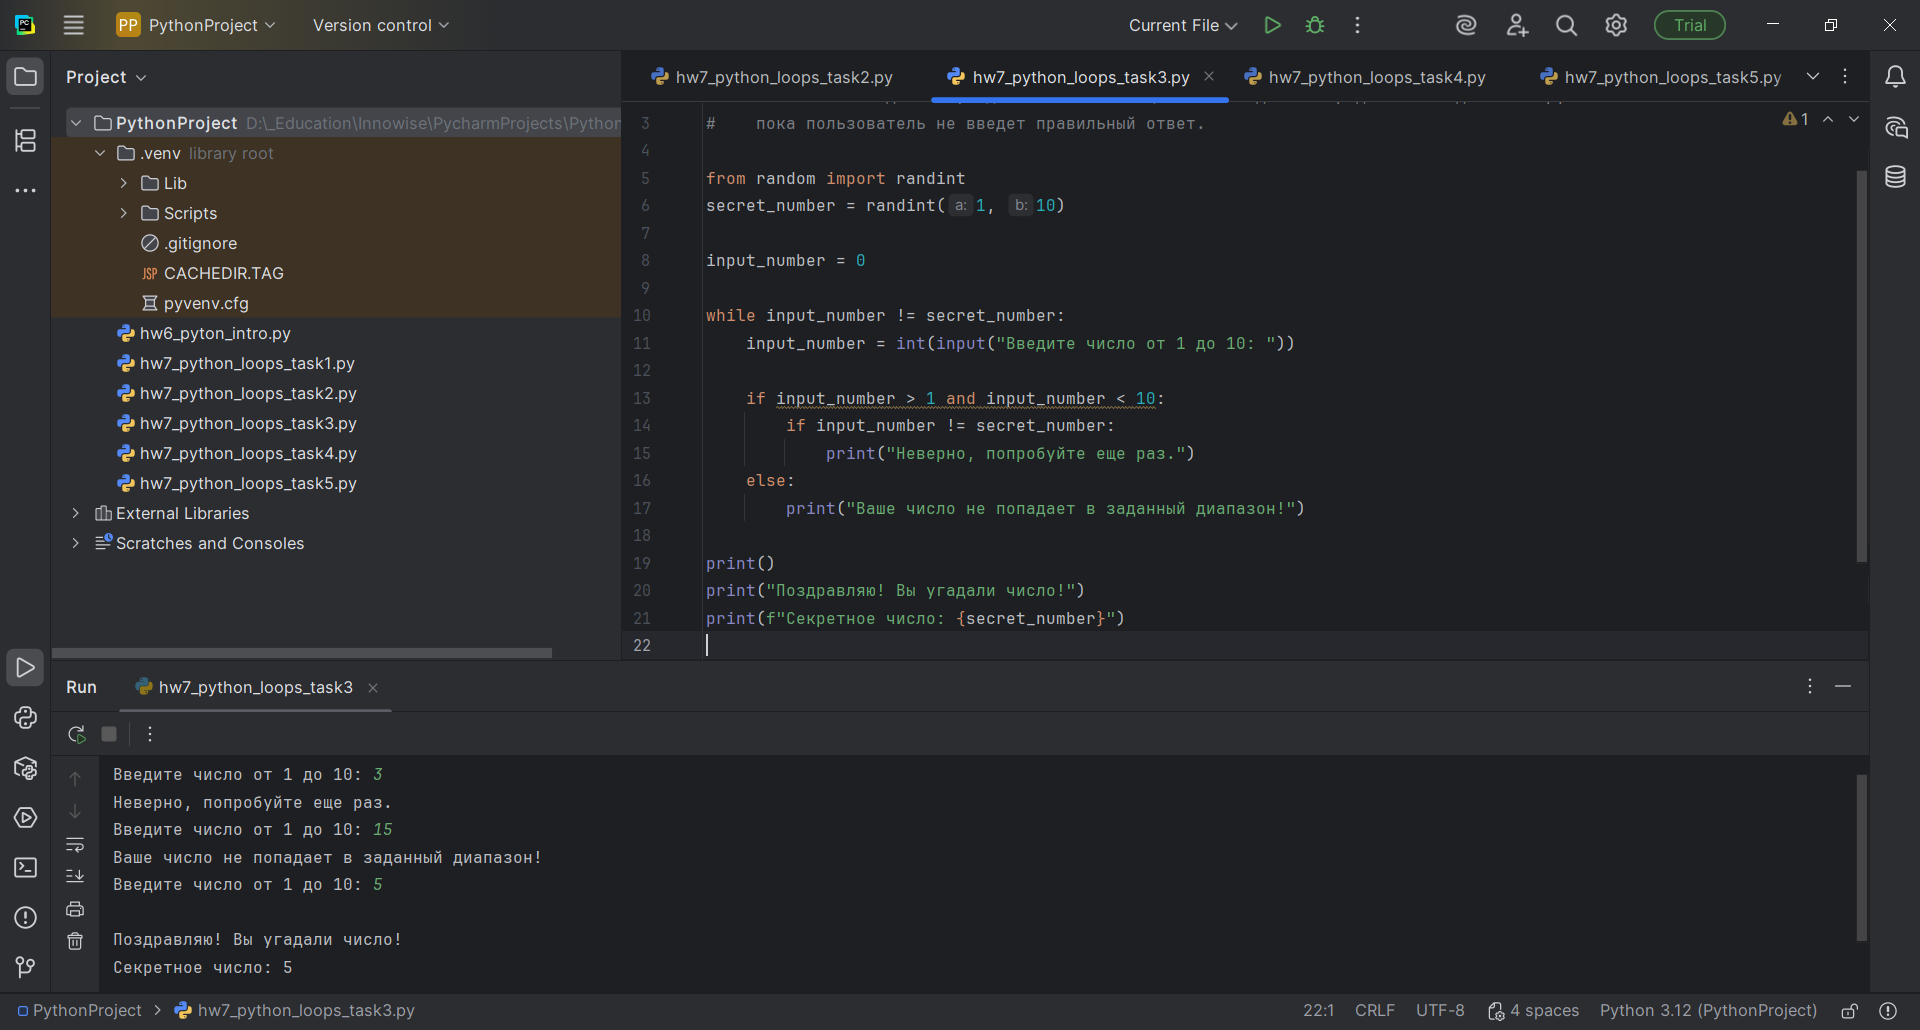 PC
PP PythonProject Version control Current File Trial
Project
hw7_python_loops_task2.py hw7_python_loops_task3.py hw7_python_loops_task4.py hw7_python_loops_task5.py
PythonProject D:\_Education\Innowise\PycharmProjects\Python
.venv library root
Lib
Scripts
.gitignore
JSP CACHEDIR.TAG
pyvenv.cfg
hw6_pyton_intro.py
hw7_python_loops_task1.py
hw7_python_loops_task2.py
hw7_python_loops_task3.py
hw7_python_loops_task4.py
hw7_python_loops_task5.py
External Libraries
Scratches and Consoles
1
3 #    пока пользователь не введет правильный ответ.
4
5 from random import randint
6 secret_number = randint( a: 1, b: 10)
7
8 input_number = 0
9
10 while input_number != secret_number:
11     input_number = int(input("Введите число от 1 до 10: "))
12
13     if input_number > 1 and input_number < 10:
14         if input_number != secret_number:
15             print("Неверно, попробуйте еще раз.")
16     else:
17         print("Ваше число не попадает в заданный диапазон!")
18
19 print()
20 print("Поздравляю! Вы угадали число!")
21 print(f"Секретное число: {secret_number}")
22
Run hw7_python_loops_task3
Введите число от 1 до 10: 3
Неверно, попробуйте еще раз.
Введите число от 1 до 10: 15
Ваше число не попадает в заданный диапазон!
Введите число от 1 до 10: 5
Поздравляю! Вы угадали число!
Секретное число: 5
PythonProject > hw7_python_loops_task3.py 22:1 CRLF UTF-8 4 spaces Python 3.12 (PythonProject)